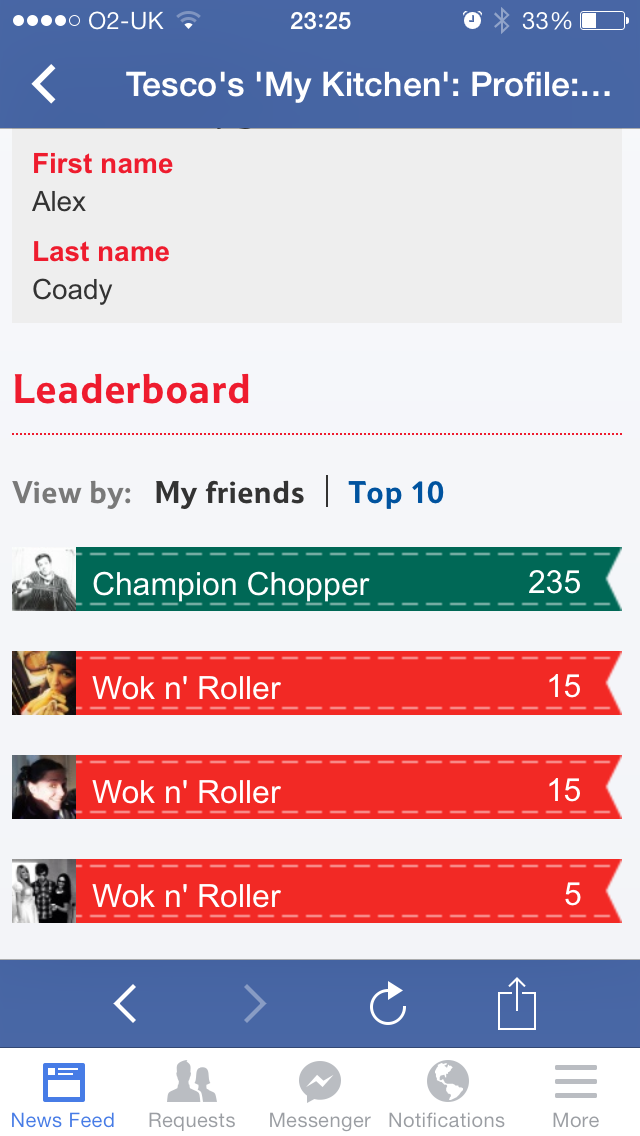 O2-UK 23:25 33%
Tesco's 'My Kitchen': Profile:...
First name
Alex
Last name
Coady
Leaderboard
View by: My friends | Top 10
Champion Chopper 235
Wok n' Roller 15
Wok n' Roller 15
Wok n' Roller 5
News Feed Requests Messenger Notifications More